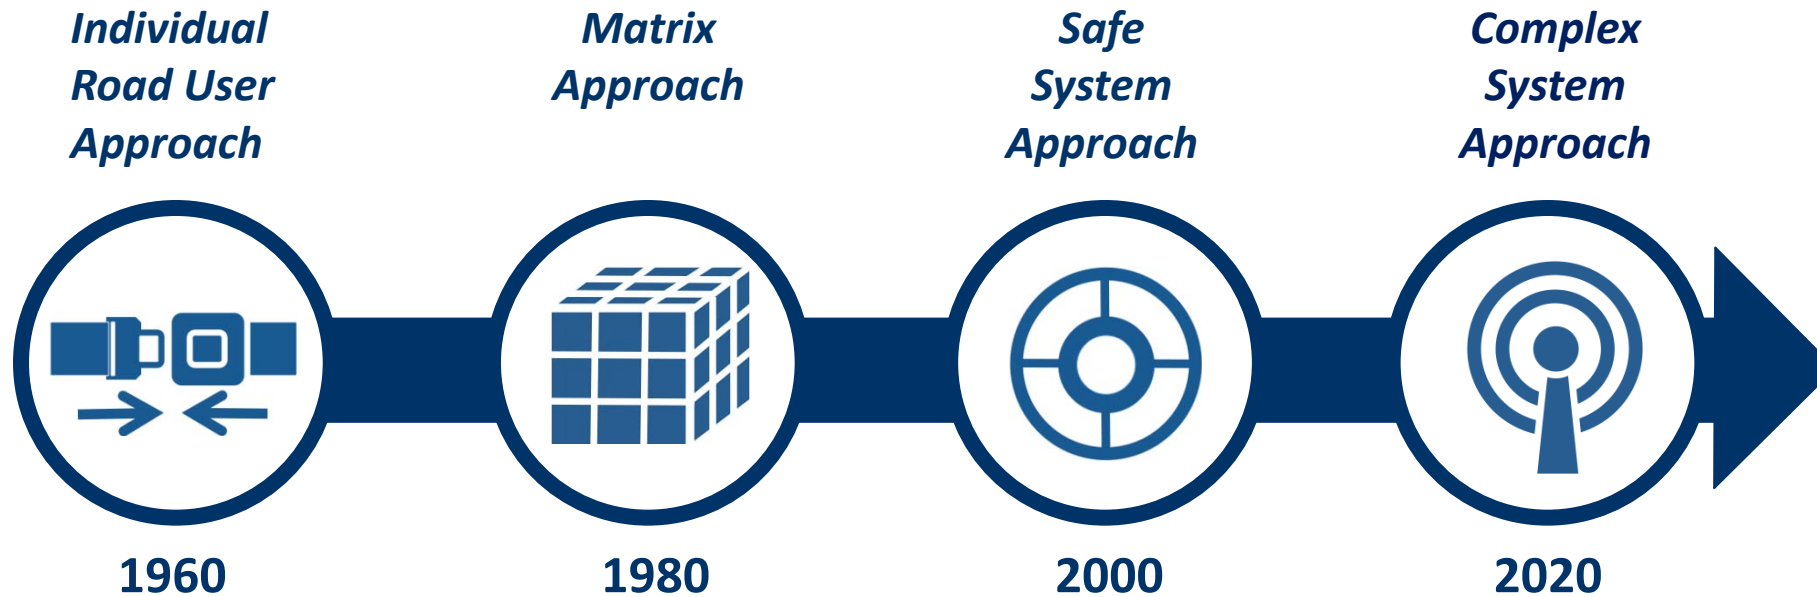 Individual
Road User
Approach
Matrix
Approach
Safe
System
Approach
Complex
System
Approach
1960
1980
2000
2020